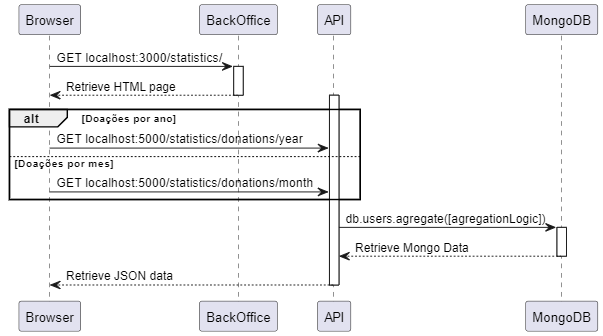 Browser BackOffice API MongoDB
GET localhost:3000/statistics/
Retrieve HTML page
alt [Doações por ano]
GET localhost:5000/statistics/donations/year
[Doações por mes]
GET localhost:5000/statistics/donations/month
db.users.agregate([agregationLogic])
Retrieve Mongo Data
Retrieve JSON data
Browser BackOffice API MongoDB